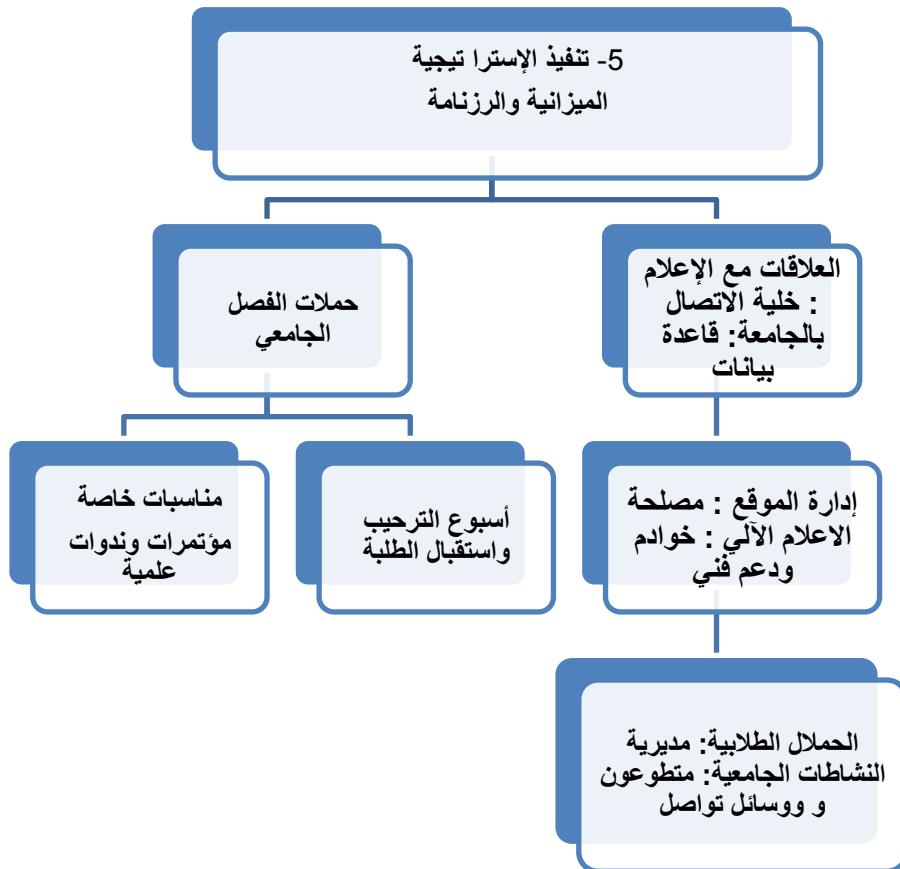 5- تنفيذ الإسترا تيجية
الميزانية والرزنامة
العلاقات مع الإعلام
: خلية الاتصال
بالجامعة: قاعدة
بيانات
حملات الفصل
الجامعي
إدارة الموقع : مصلحة
الاعلام الآلي : خوادم
ودعم فني
أسبوع الترحيب
واستقبال الطلبة
مناسبات خاصة
مؤتمرات وندوات
علمية
الحملال الطلابية: مديرية
النشاطات الجامعية: متطوعون
و ووسائل تواصل